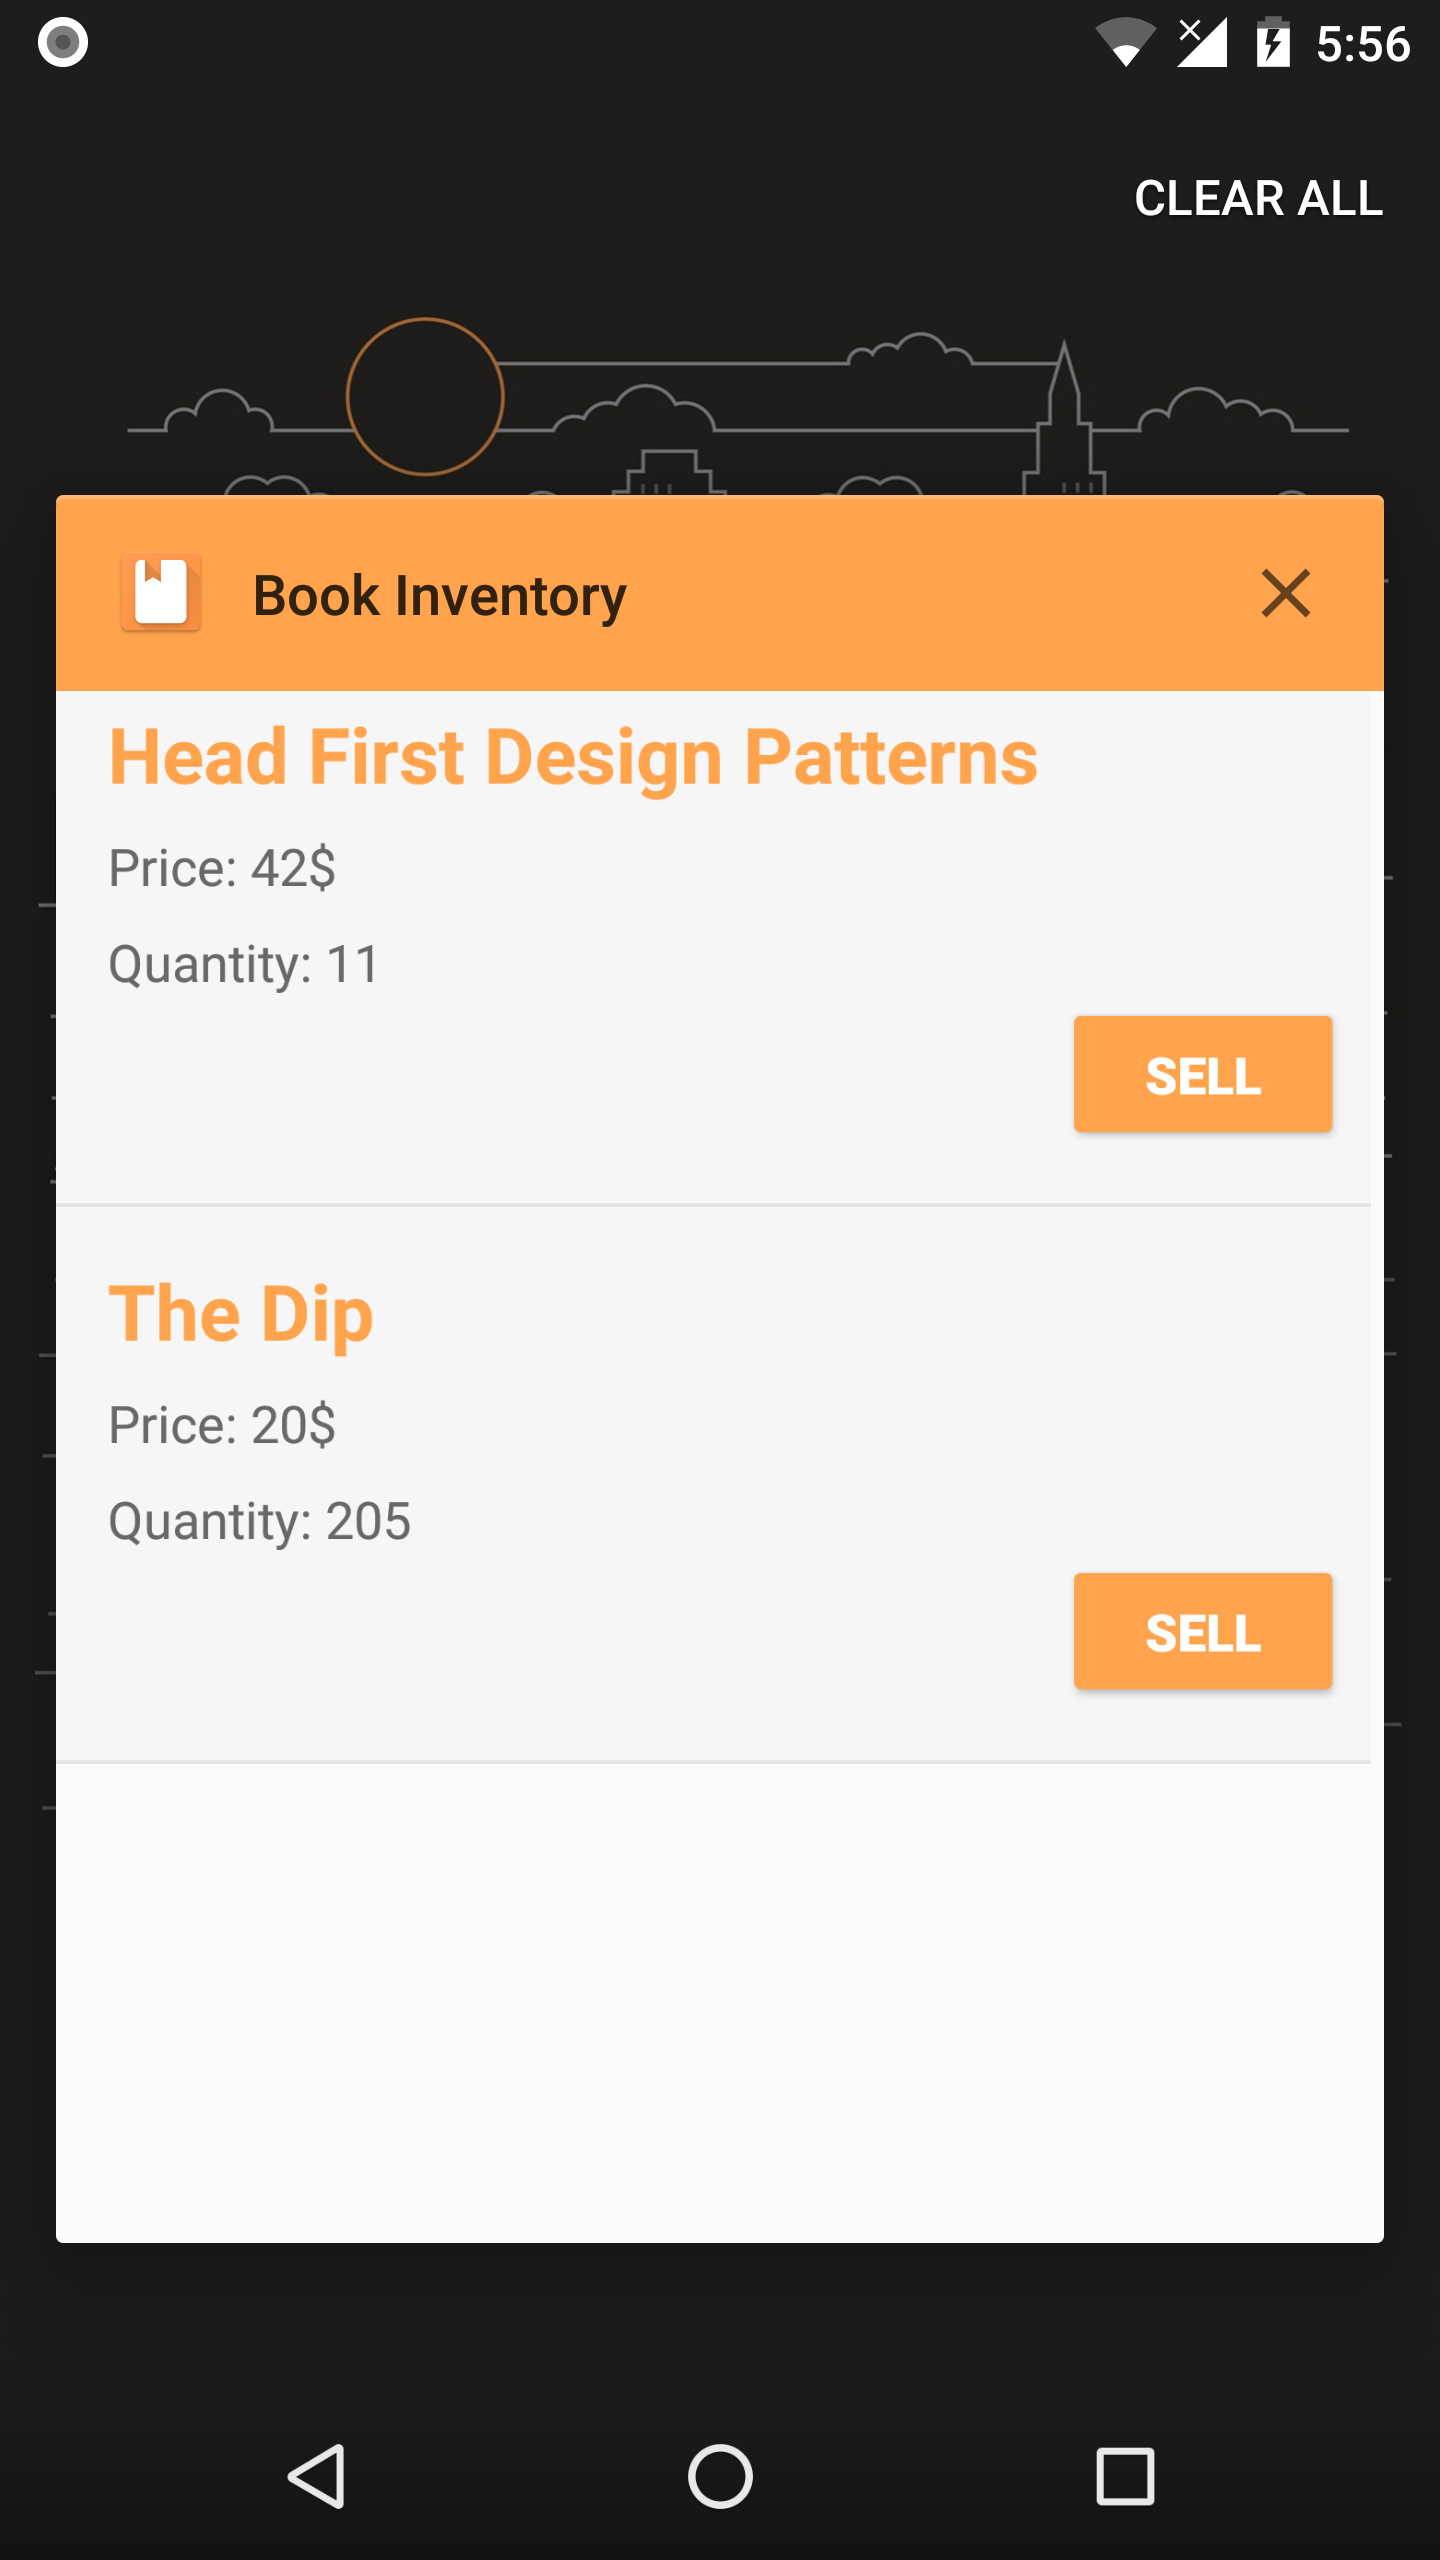 5:56
CLEAR ALL
Book Inventory
Head First Design Patterns
Price: 42$
Quantity: 11
SELL
The Dip
Price: 20$
Quantity: 205
SELL